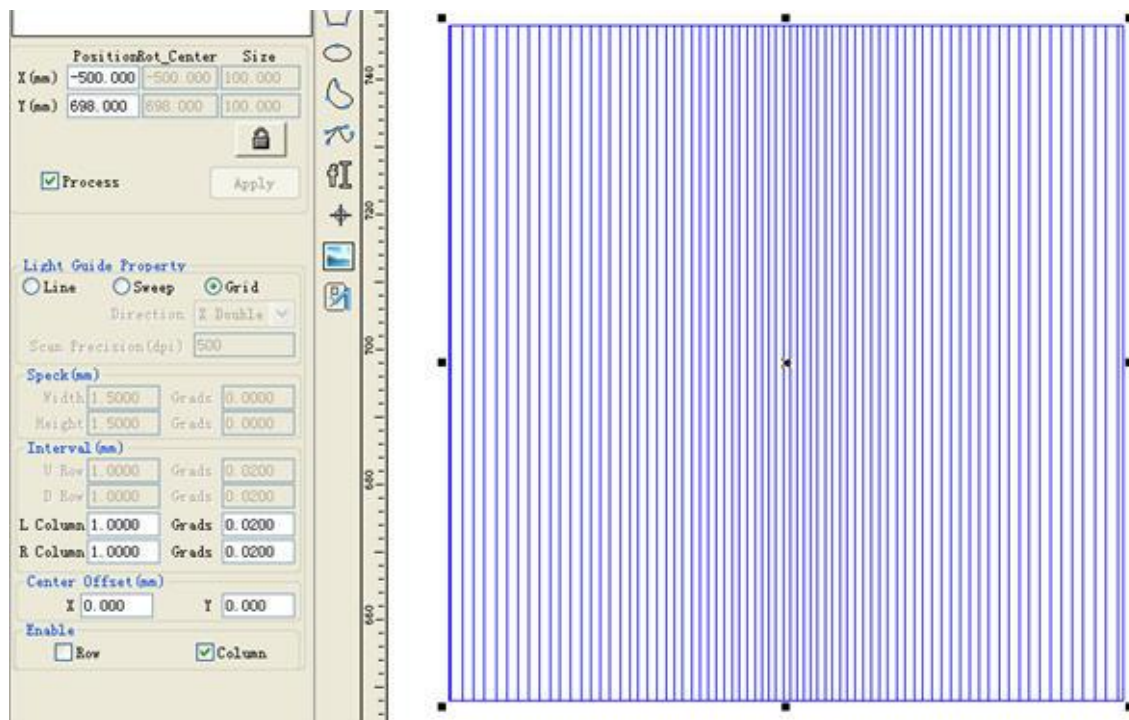 PositionRot_Center Size
X(mm) -500.000 -500.000 100.000
Y(mm) 698.000 698.000 100.000
Process Apply
Light Guide Property
Line Sweep Grid
Direction X Double
Scan Precision(dpi) 500
Speck(mm)
Width 1.5000 Grads 0.0000
Height 1.5000 Grads 0.0000
Interval(mm)
U Row 1.0000 Grads 0.0200
D Row 1.0000 Grads 0.0200
L Column 1.0000 Grads 0.0200
R Column 1.0000 Grads 0.0200
Center Offset(mm)
X 0.000 Y 0.000
Enable
Row Column
740
720
700
680
660